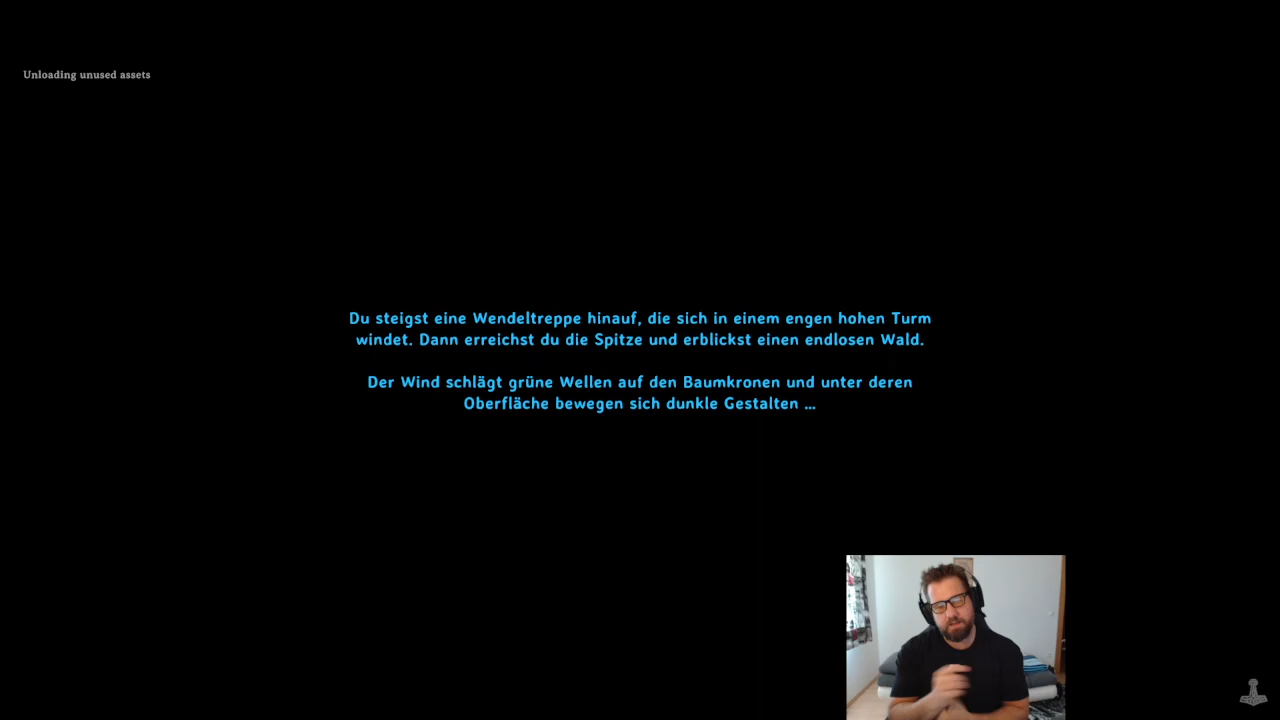 Unloading unused assets
Du steigst eine Wendeltreppe hinauf, die sich in einem engen hohen Turm
windet. Dann erreichst du die Spitze und erblickst einen endlosen Wald.
Der Wind schlägt grüne Wellen auf den Baumkronen und unter deren
Oberfläche bewegen sich dunkle Gestalten ...